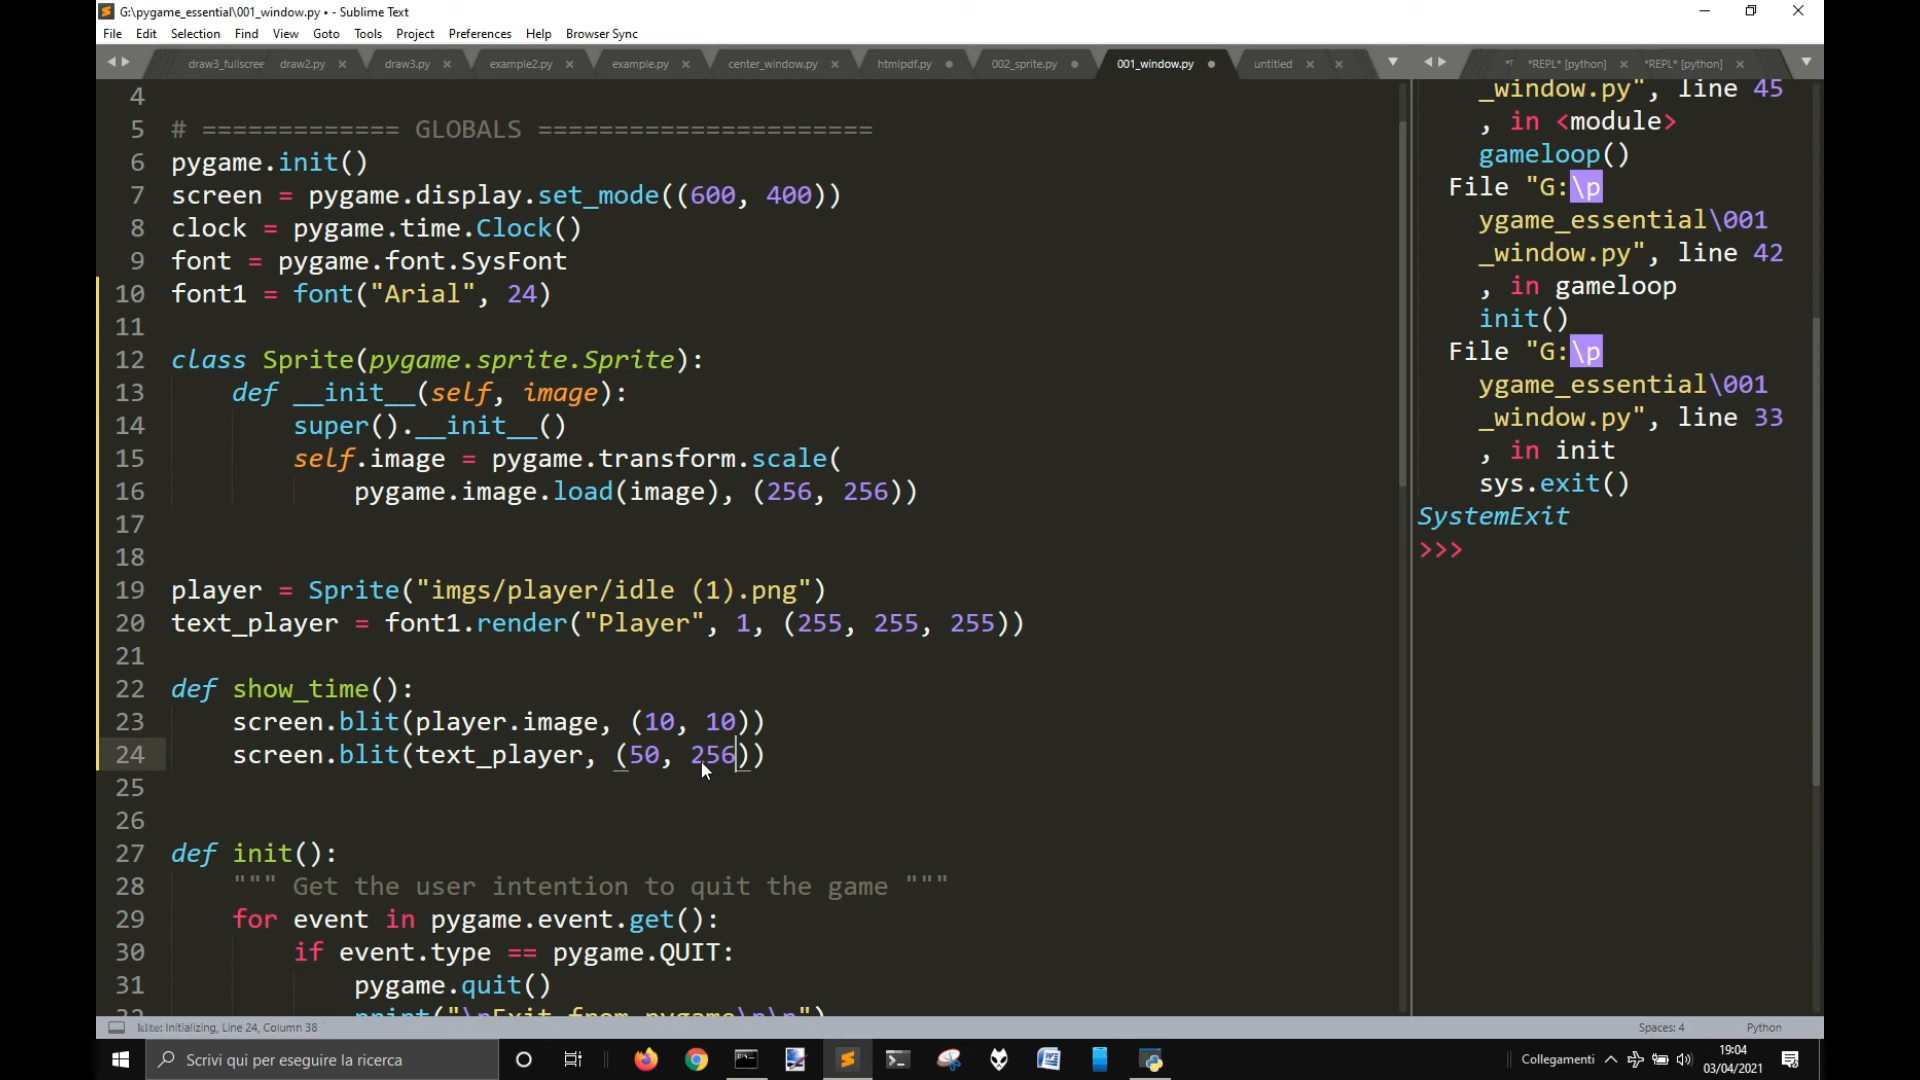 G:\pygame_essential\001_window.py • - Sublime Text
File Edit Selection Find View Goto Tools Project Preferences Help Browser Sync
draw3_fullscree draw2.py draw3.py example2.py example.py center_window.py htmlpdf.py 002_sprite.py 001_window.py untitled *REPL* [python] *REPL* [python]
4
5 # ============= GLOBALS ======================
6 pygame.init()
7 screen = pygame.display.set_mode((600, 400))
8 clock = pygame.time.Clock()
9 font = pygame.font.SysFont
10 font1 = font("Arial", 24)
11
12 class Sprite(pygame.sprite.Sprite):
13 def __init__(self, image):
14 super().__init__()
15 self.image = pygame.transform.scale(
16 pygame.image.load(image), (256, 256))
17
18
19 player = Sprite("imgs/player/idle (1).png")
20 text_player = font1.render("Player", 1, (255, 255, 255))
21
22 def show_time():
23 screen.blit(player.image, (10, 10))
24 screen.blit(text_player, (50, 256))
25
26
27 def init():
28 """ Get the user intention to quit the game """
29 for event in pygame.event.get():
30 if event.type == pygame.QUIT:
31 pygame.quit()
32 print("\nExit from pygame\n\n")
_window.py", line 45
, in <module>
gameloop()
File "G:\p
ygame_essential\001
_window.py", line 42
, in gameloop
init()
File "G:\p
ygame_essential\001
_window.py", line 33
, in init
sys.exit()
SystemExit
>>>
kite: Initializing, Line 24, Column 38
Spaces: 4
Python
Scrivi qui per eseguire la ricerca
Collegamenti
19:04
03/04/2021